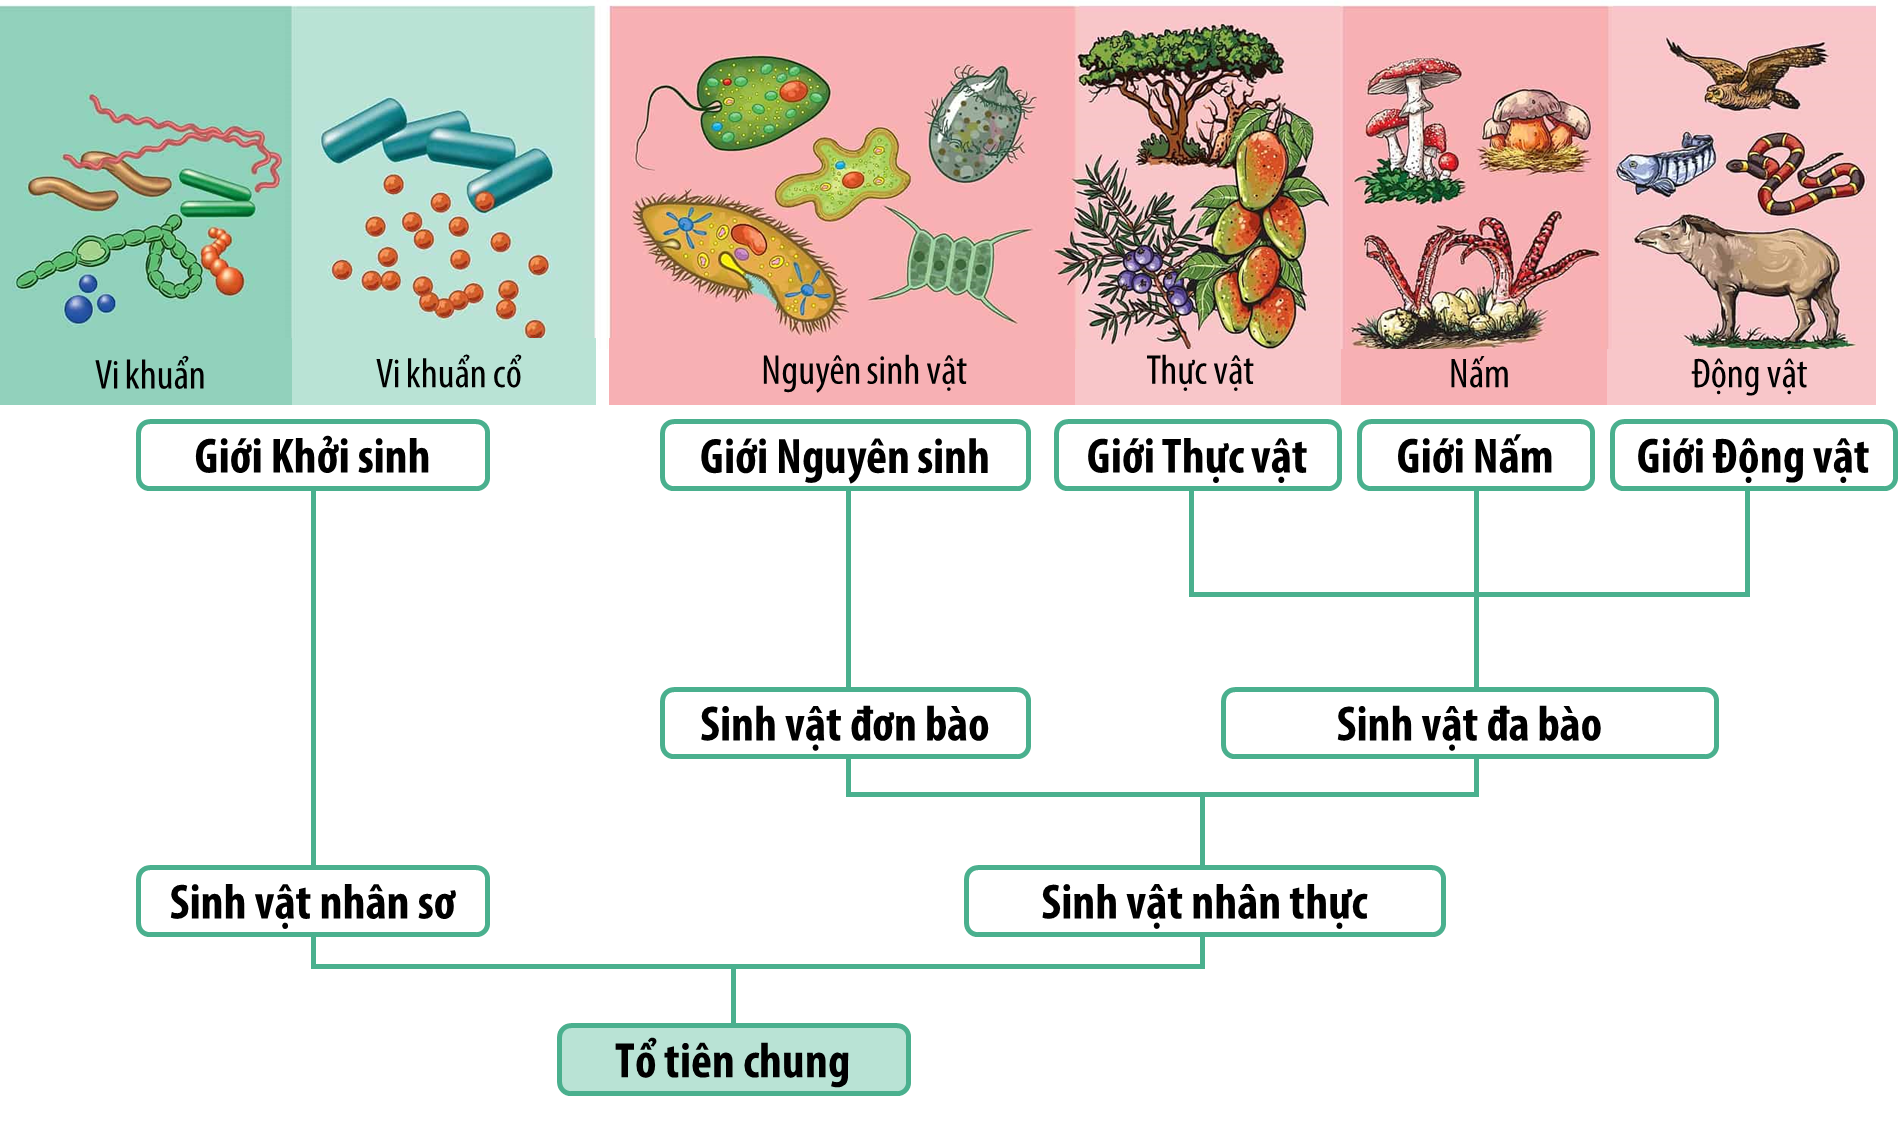 Vi khuẩn
Vi khuẩn cổ
Nguyên sinh vật
Thực vật
Nấm
Động vật
Giới Khởi sinh
Giới Nguyên sinh
Giới Thực vật
Giới Nấm
Giới Động vật
Sinh vật đơn bào
Sinh vật đa bào
Sinh vật nhân sơ
Sinh vật nhân thực
Tổ tiên chung